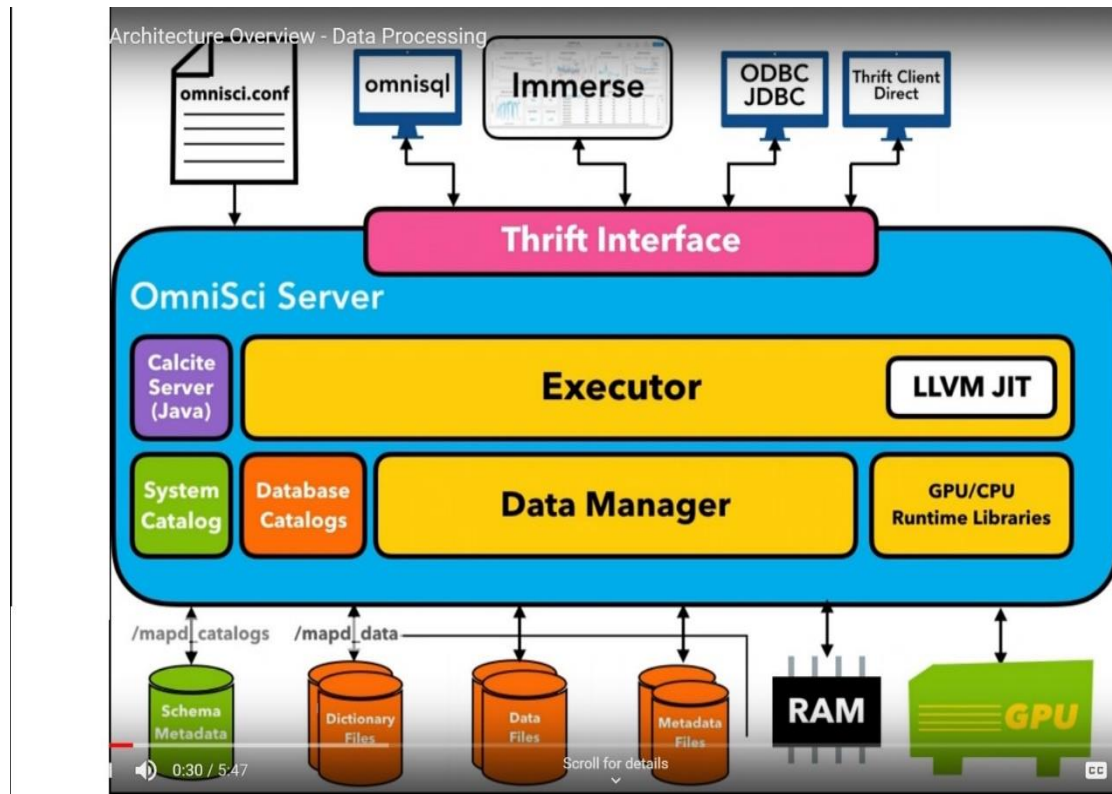 Architecture Overview - Data Processing
omnisci.conf
omnisql
Immerse
ODBC
JDBC
Thrift Client
Direct
Thrift Interface
OmniSci Server
Calcite
Server
(Java)
Executor
LLVM JIT
System
Catalog
Database
Catalogs
Data Manager
GPU/CPU
Runtime Libraries
/mapd_catalogs
/mapd_data
Schema
Metadata
Dictionary
Files
Data
Files
Metadata
Files
RAM
GPU
0:30 / 5:47
Scroll for details
CC